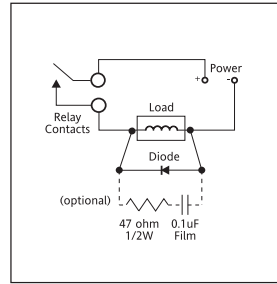 Power
+
-
Load
Relay
Contacts
Diode
(optional)
47 ohm
1/2W
0.1uF
Film